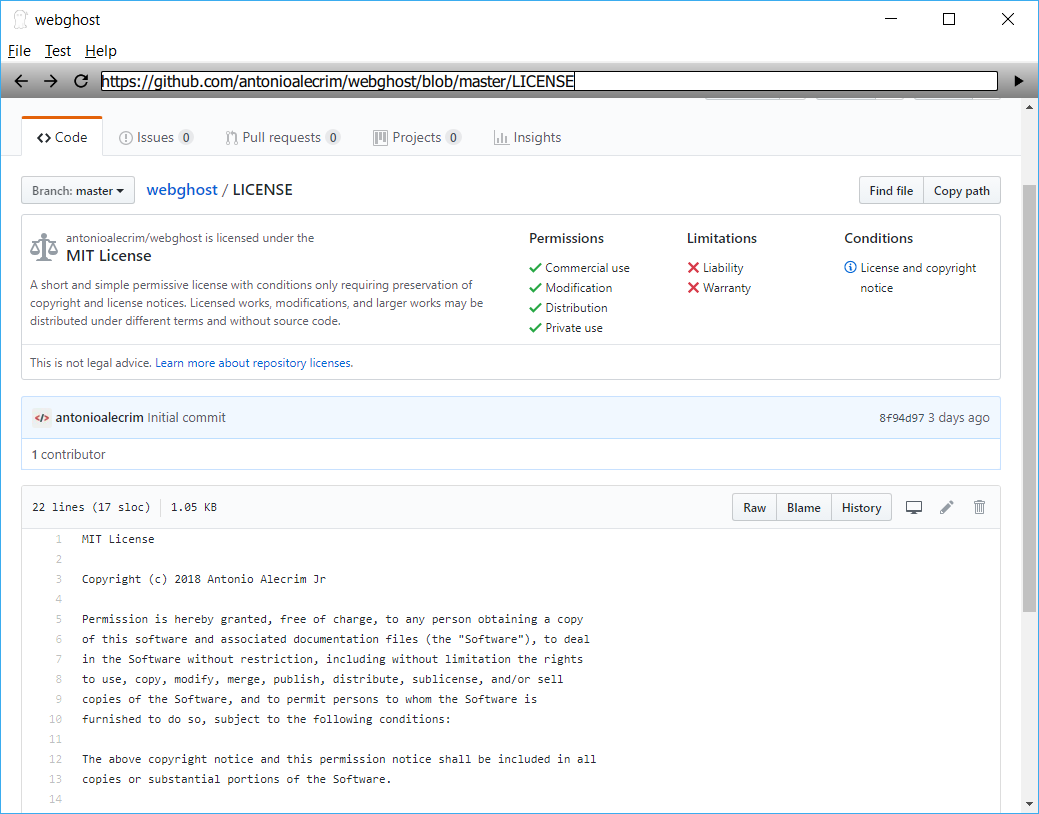 webghost
File Test Help
https://github.com/antonioalecrim/webghost/blob/master/LICENSE
Code Issues 0 Pull requests 0 Projects 0 Insights
Branch: master webghost / LICENSE Find file Copy path
antonioalecrim/webghost is licensed under the
MIT License
A short and simple permissive license with conditions only requiring preservation of
copyright and license notices. Licensed works, modifications, and larger works may be
distributed under different terms and without source code.
Permissions
Commercial use
Modification
Distribution
Private use
Limitations
Liability
Warranty
Conditions
License and copyright
notice
This is not legal advice. Learn more about repository licenses.
antonioalecrim Initial commit 8f94d97 3 days ago
1 contributor
22 lines (17 sloc) 1.05 KB Raw Blame History
1 MIT License
2
3 Copyright (c) 2018 Antonio Alecrim Jr
4
5 Permission is hereby granted, free of charge, to any person obtaining a copy
6 of this software and associated documentation files (the "Software"), to deal
7 in the Software without restriction, including without limitation the rights
8 to use, copy, modify, merge, publish, distribute, sublicense, and/or sell
9 copies of the Software, and to permit persons to whom the Software is
10 furnished to do so, subject to the following conditions:
11
12 The above copyright notice and this permission notice shall be included in all
13 copies or substantial portions of the Software.
14